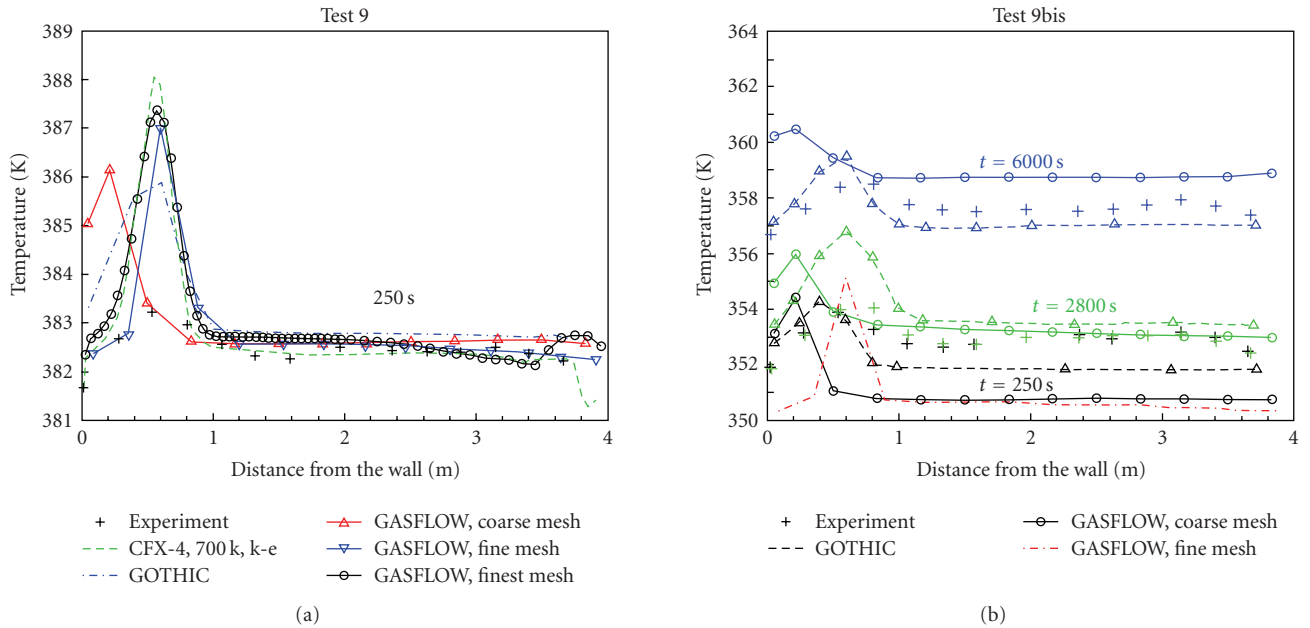 Test 9
389
388
387
386
385
384
383
382
381
Temperature (K)
250 s
0
1
2
3
4
Distance from the wall (m)
Experiment
CFX-4, 700 k, k-e
GOTHIC
GASFLOW, coarse mesh
GASFLOW, fine mesh
GASFLOW, finest mesh
(a)
Test 9bis
364
362
360
358
356
354
352
350
Temperature (K)
t = 6000 s
t = 2800 s
t = 250 s
0
1
2
3
4
Distance from the wall (m)
Experiment
GOTHIC
GASFLOW, coarse mesh
GASFLOW, fine mesh
(b)